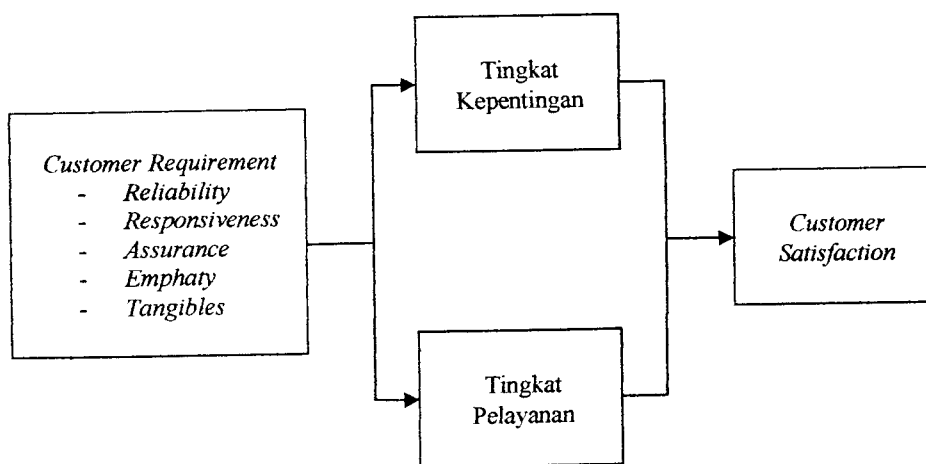 Customer Requirement
- Reliability
- Responsiveness
- Assurance
- Emphaty
- Tangibles
Tingkat
Kepentingan
Tingkat
Pelayanan
Customer
Satisfaction